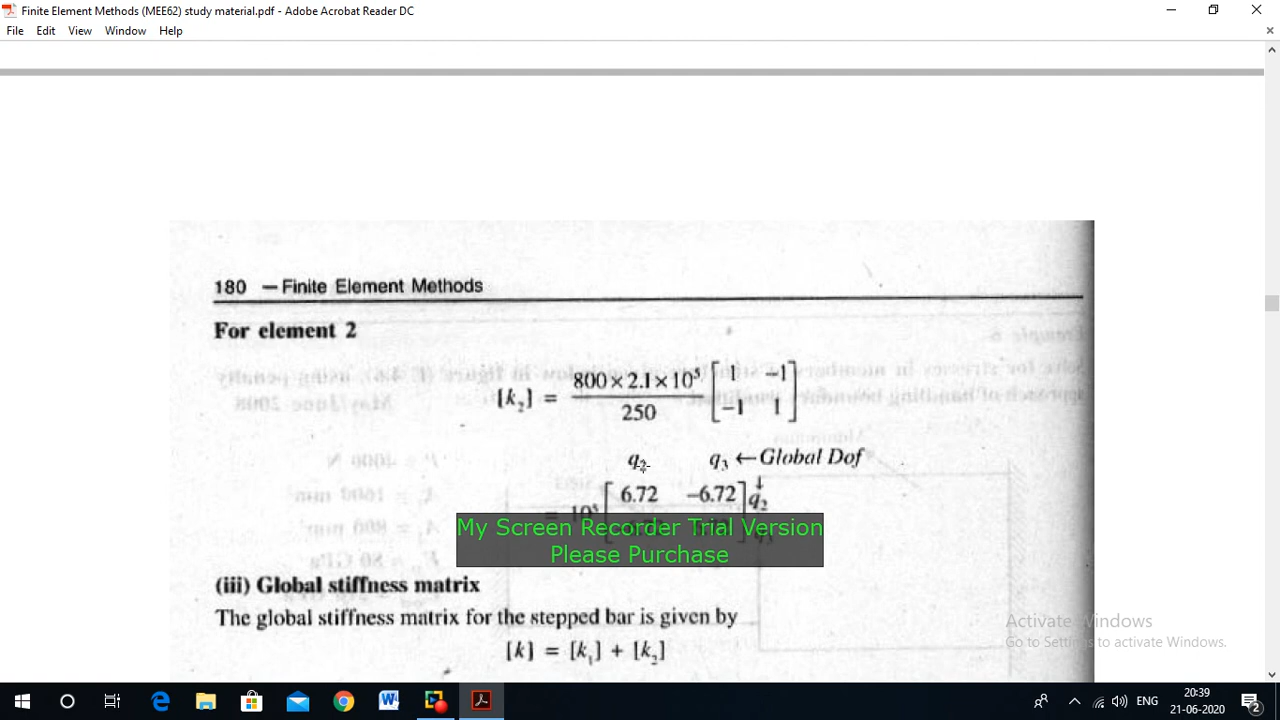 Finite Element Methods (MEE62) study material.pdf - Adobe Acrobat Reader DC
File Edit View Window Help
180 — Finite Element Methods
For element 2
[k₂] = 800 × 2.1 × 10⁵ / 250 [ 1 −1
−1 1 ]
q₂ q₃ ← Global Dof
= 10⁵ [ 6.72 −6.72 ] ↓ q₂
My Screen Recorder Trial Version
Please Purchase
(iii) Global stiffness matrix
The global stiffness matrix for the stepped bar is given by
[k] = [k₁] + [k₂]
Activate Windows
Go to Settings to activate Windows.
ENG
20:39
21-06-2020
2